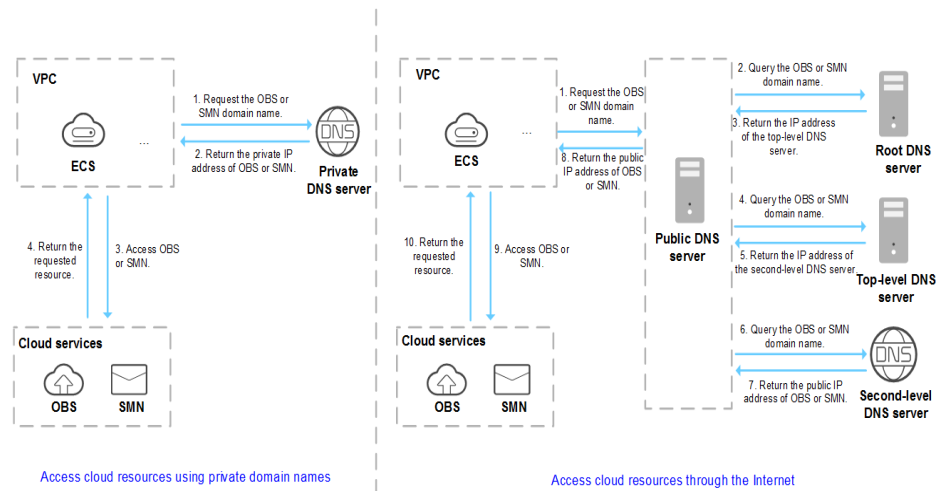 VPC
ECS
...
1. Request the OBS or
SMN domain name.
2. Return the private IP
address of OBS or SMN.
DNS
Private
DNS server
4. Return the
requested
resource.
3. Access OBS
or SMN.
Cloud services
OBS
SMN
Access cloud resources using private domain names
VPC
ECS
...
1. Request the OBS
or SMN domain
name.
8. Return the public
IP address of OBS
or SMN.
10. Return the
requested
resource.
9. Access OBS or
SMN.
Cloud services
OBS
SMN
Public DNS
server
2. Query the OBS or SMN
domain name.
3. Return the IP address
of the top-level DNS
server.
Root DNS
server
4. Query the OBS or SMN
domain name.
5. Return the IP address of
the second-level DNS server.
Top-level DNS
server
6. Query the OBS or SMN
domain name.
7. Return the public IP
address of OBS or SMN.
DNS
Second-level
DNS server
Access cloud resources through the Internet